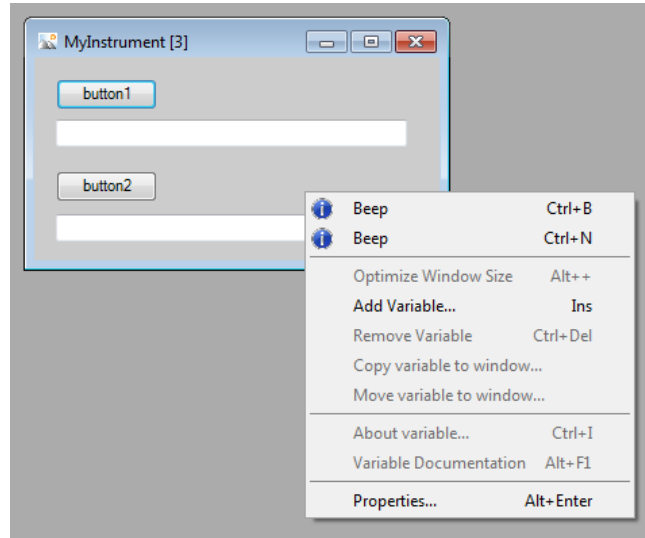 MyInstrument [3]
button1
button2
Beep Ctrl+B
Beep Ctrl+N
Optimize Window Size Alt++
Add Variable... Ins
Remove Variable Ctrl+Del
Copy variable to window...
Move variable to window...
About variable... Ctrl+I
Variable Documentation Alt+F1
Properties... Alt+Enter